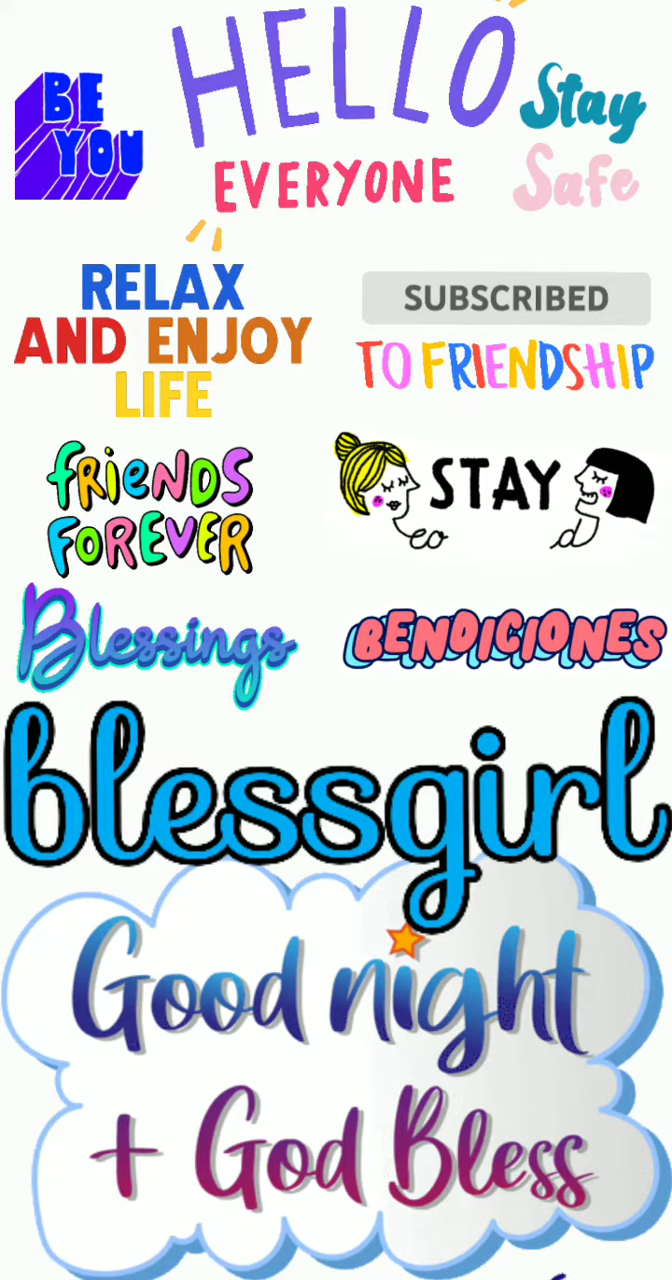 BE
YOU
HELLO
EVERYONE
Stay
Safe
RELAX
AND ENJOY
LIFE
SUBSCRIBED
TO FRIENDSHIP
FRiENDS
FOREVER
STAY
Blessings
BENDICIONES
blessgirl
Good night
+ God Bless